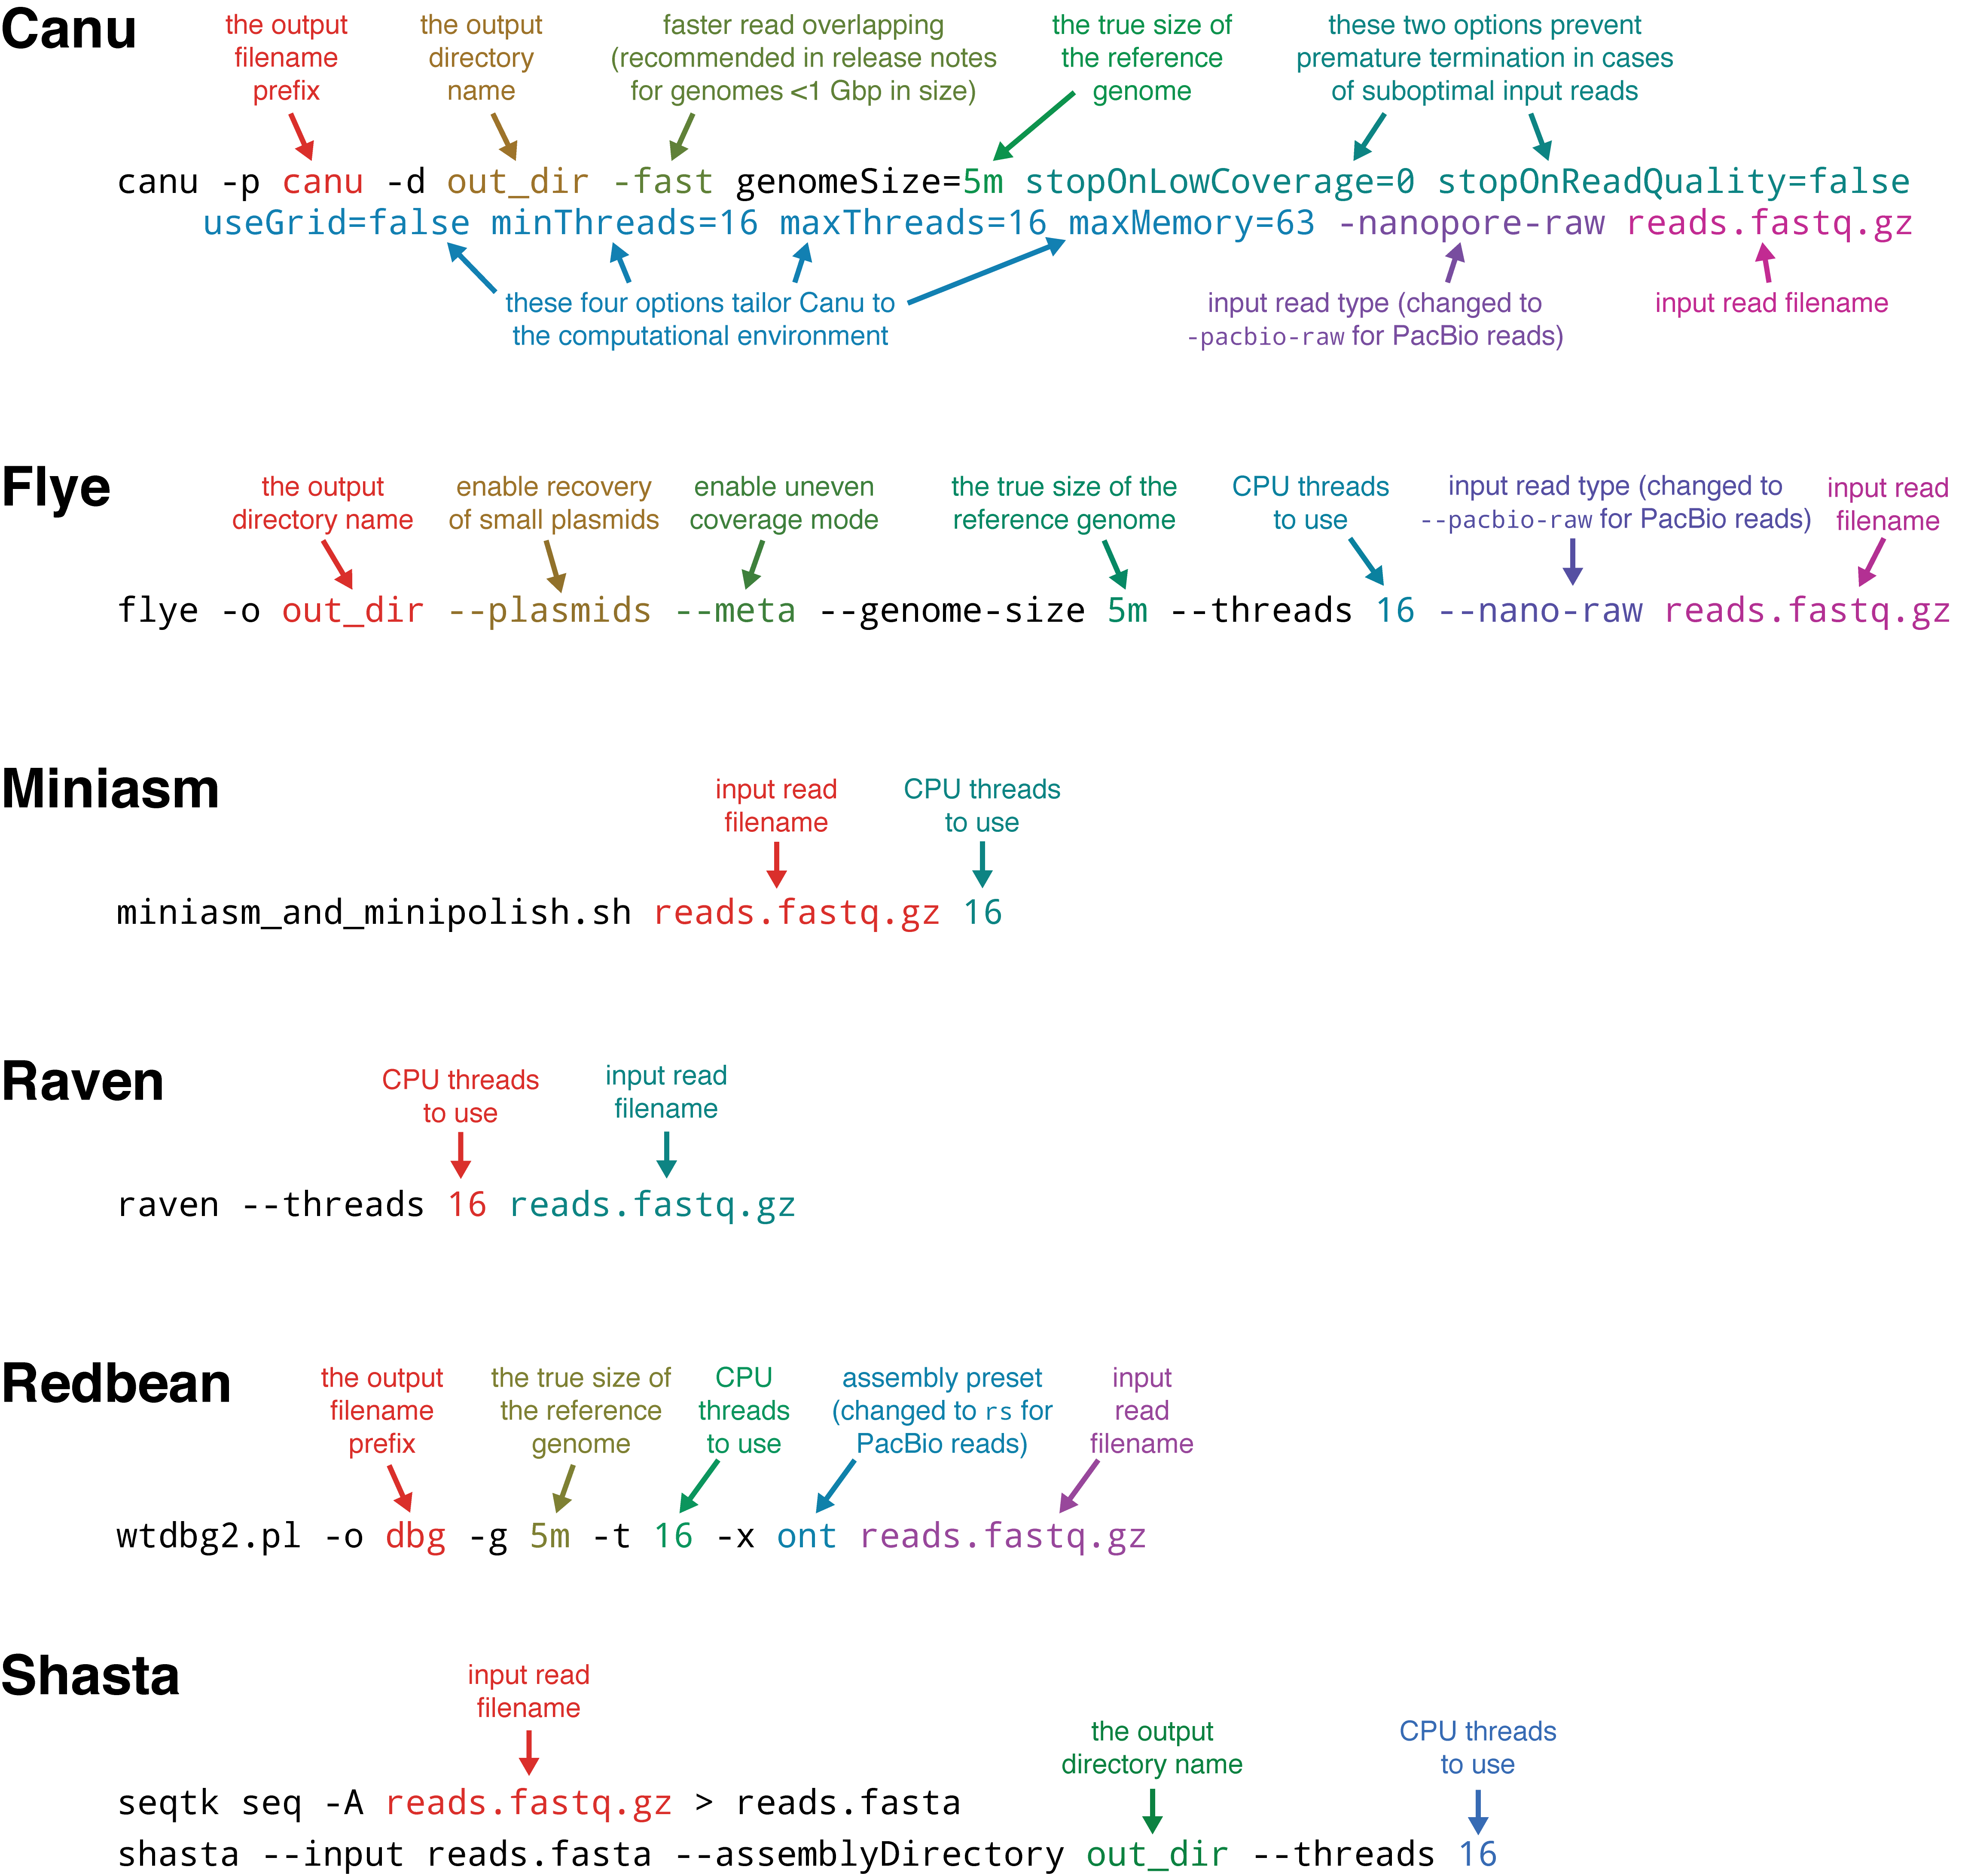 Canu
the output
filename
prefix
the output
directory
name
faster read overlapping
(recommended in release notes
for genomes <1 Gbp in size)
the true size of
the reference
genome
these two options prevent
premature termination in cases
of suboptimal input reads
canu -p canu -d out_dir -fast genomeSize=5m stopOnLowCoverage=0 stopOnReadQuality=false
useGrid=false minThreads=16 maxThreads=16 maxMemory=63 -nanopore-raw reads.fastq.gz
these four options tailor Canu to
the computational environment
input read type (changed to
-pacbio-raw for PacBio reads)
input read filename
Flye
the output
directory name
enable recovery
of small plasmids
enable uneven
coverage mode
the true size of the
reference genome
CPU threads
to use
input read type (changed to
--pacbio-raw for PacBio reads)
input read
filename
flye -o out_dir --plasmids --meta --genome-size 5m --threads 16 --nano-raw reads.fastq.gz
Miniasm
input read
filename
CPU threads
to use
miniasm_and_minipolish.sh reads.fastq.gz 16
Raven
CPU threads
to use
input read
filename
raven --threads 16 reads.fastq.gz
Redbean
the output
filename
prefix
the true size of
the reference
genome
CPU
threads
to use
assembly preset
(changed to rs for
PacBio reads)
input
read
filename
wtdbg2.pl -o dbg -g 5m -t 16 -x ont reads.fastq.gz
Shasta
input read
filename
the output
directory name
CPU threads
to use
seqtk seq -A reads.fastq.gz > reads.fasta
shasta --input reads.fasta --assemblyDirectory out_dir --threads 16